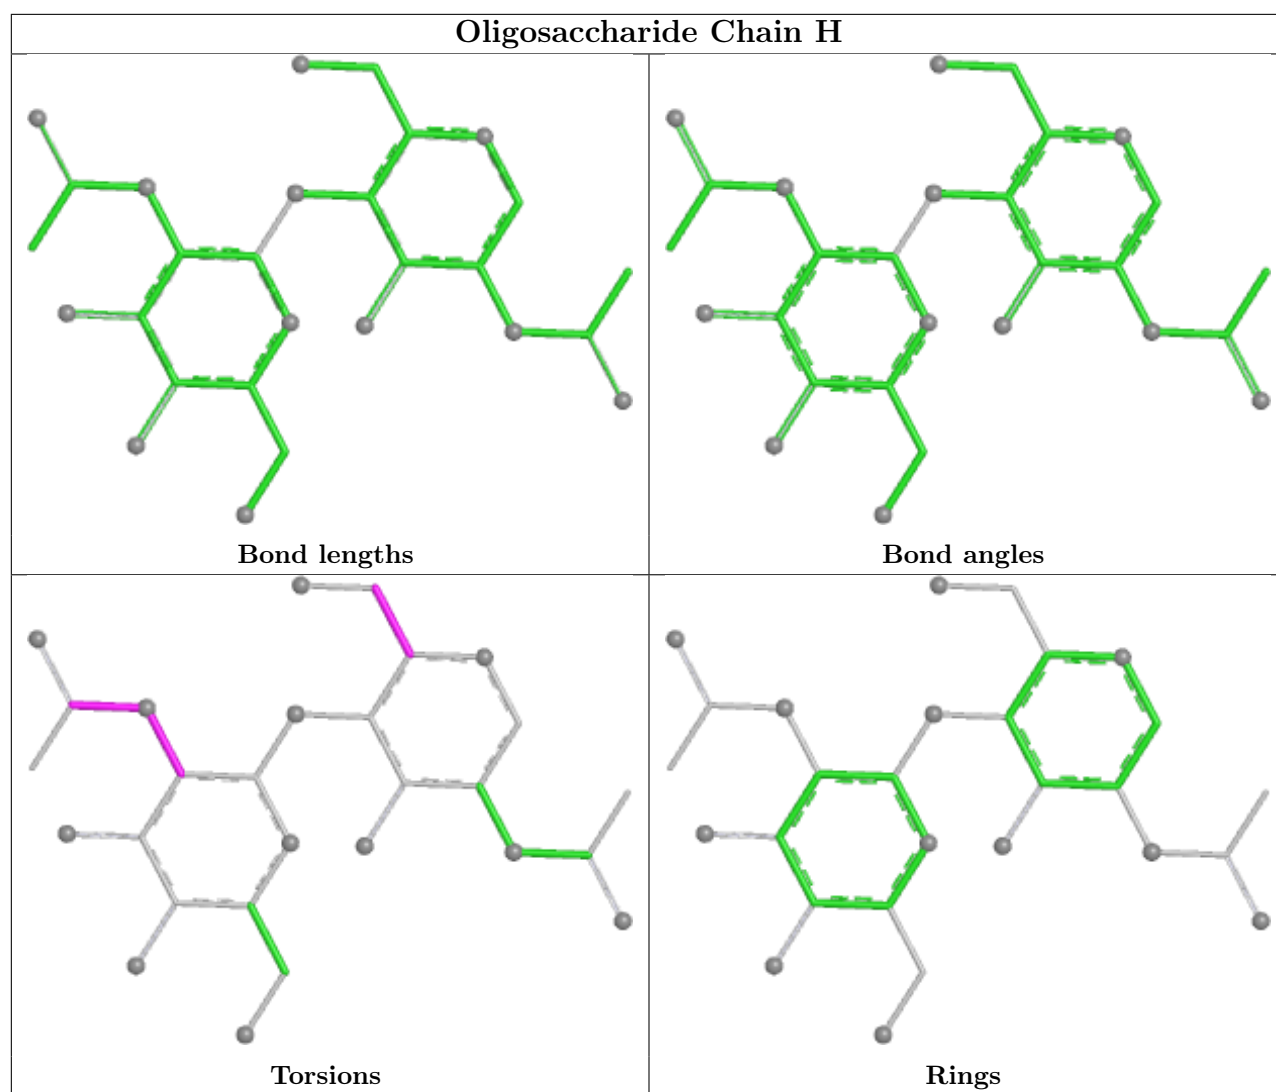 Oligosaccharide Chain H
Bond lengths
Bond angles
Torsions
Rings